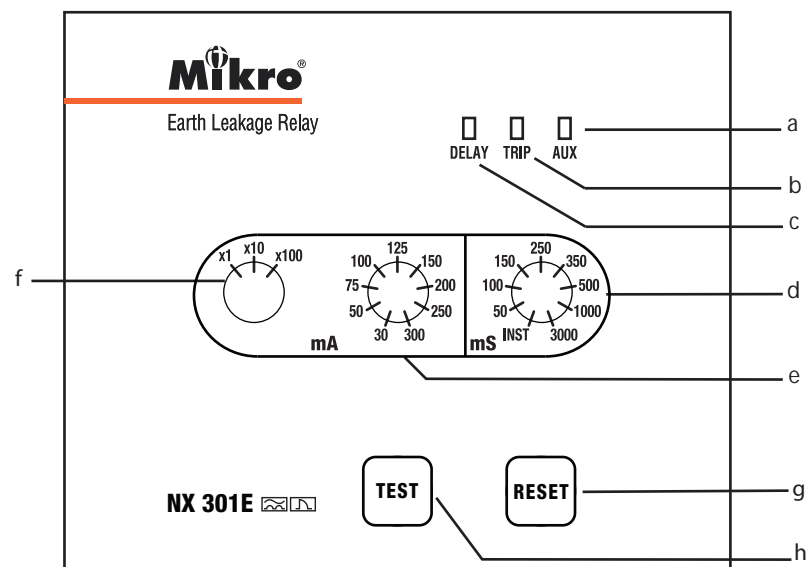 Mikro®
Earth Leakage Relay
DELAY TRIP AUX
a
b
c
f
x1 x10 x100
30 50 75 100 125 150 200 250 300
mA
INST 50 100 150 250 350 500 1000 3000
mS
d
e
NX 301E
TEST
RESET
g
h